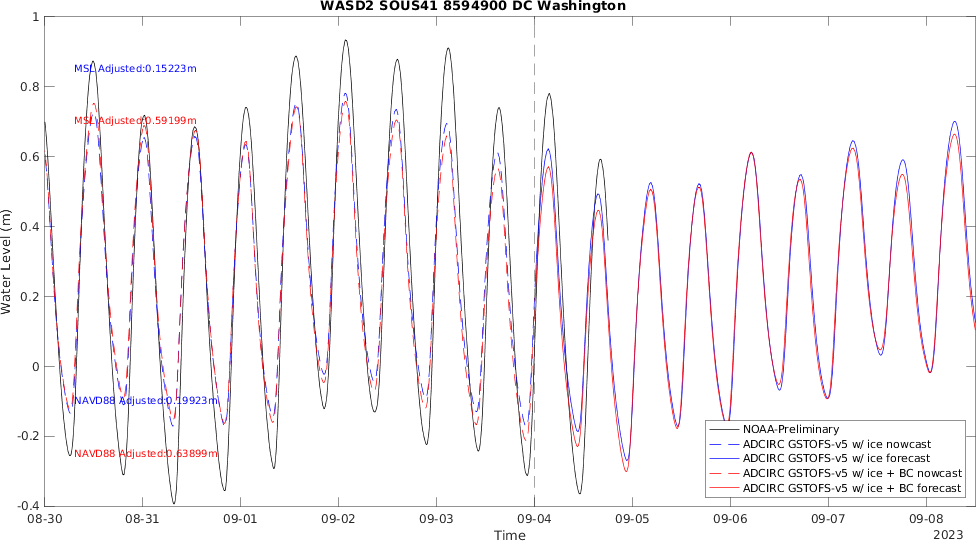 WASD2 SOUS41 8594900 DC Washington
1
0.8
0.6
0.4
0.2
0
-0.2
-0.4
Water Level (m)
MSL Adjusted:0.15223m
MSL Adjusted:0.59199m
NAVD88 Adjusted:0.19923m
NAVD88 Adjusted:0.63899m
NOAA-Preliminary
ADCIRC GSTOFS-v5 w/ ice nowcast
ADCIRC GSTOFS-v5 w/ ice forecast
ADCIRC GSTOFS-v5 w/ ice + BC nowcast
ADCIRC GSTOFS-v5 w/ ice + BC forecast
08-30 08-31 09-01 09-02 09-03 09-04 09-05 09-06 09-07 09-08
Time
2023